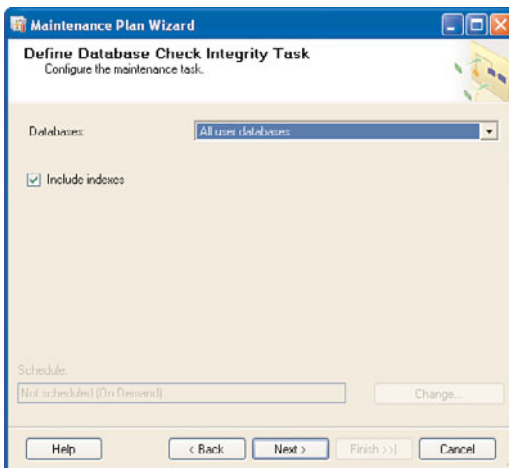 Maintenance Plan Wizard
Define Database Check Integrity Task
Configure the maintenance task.
Databases: All user databases
Include indexes
Schedule:
Not scheduled (On Demand) Change...
Help < Back Next > Finish >>| Cancel